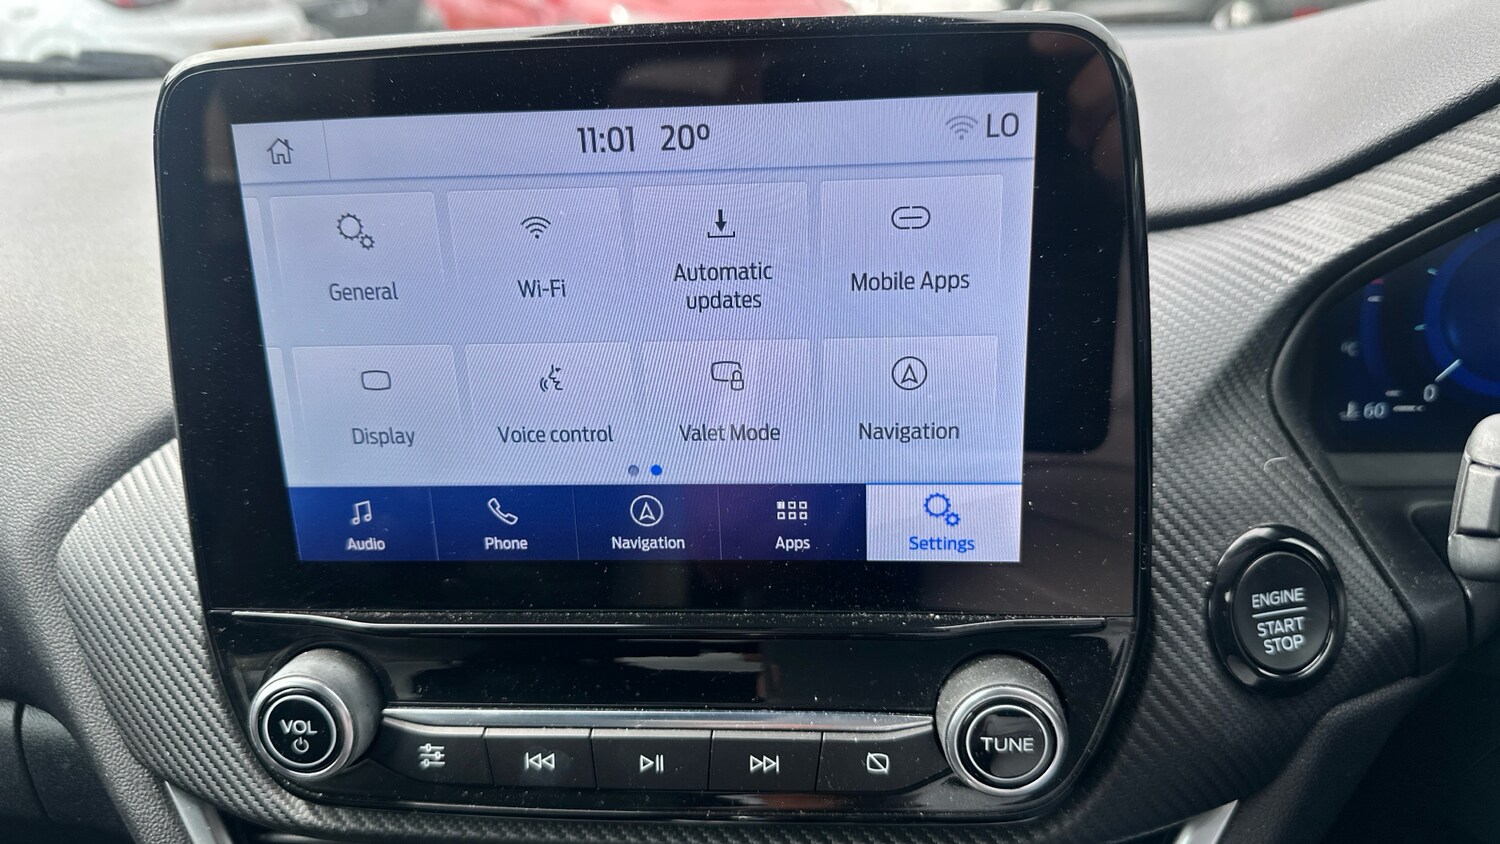 11:01 20°
LO
General
Wi-Fi
Automatic
updates
Mobile Apps
Display
Voice control
Valet Mode
Navigation
Audio
Phone
Navigation
Apps
Settings
VOL
TUNE
ENGINE
START
STOP
0
60